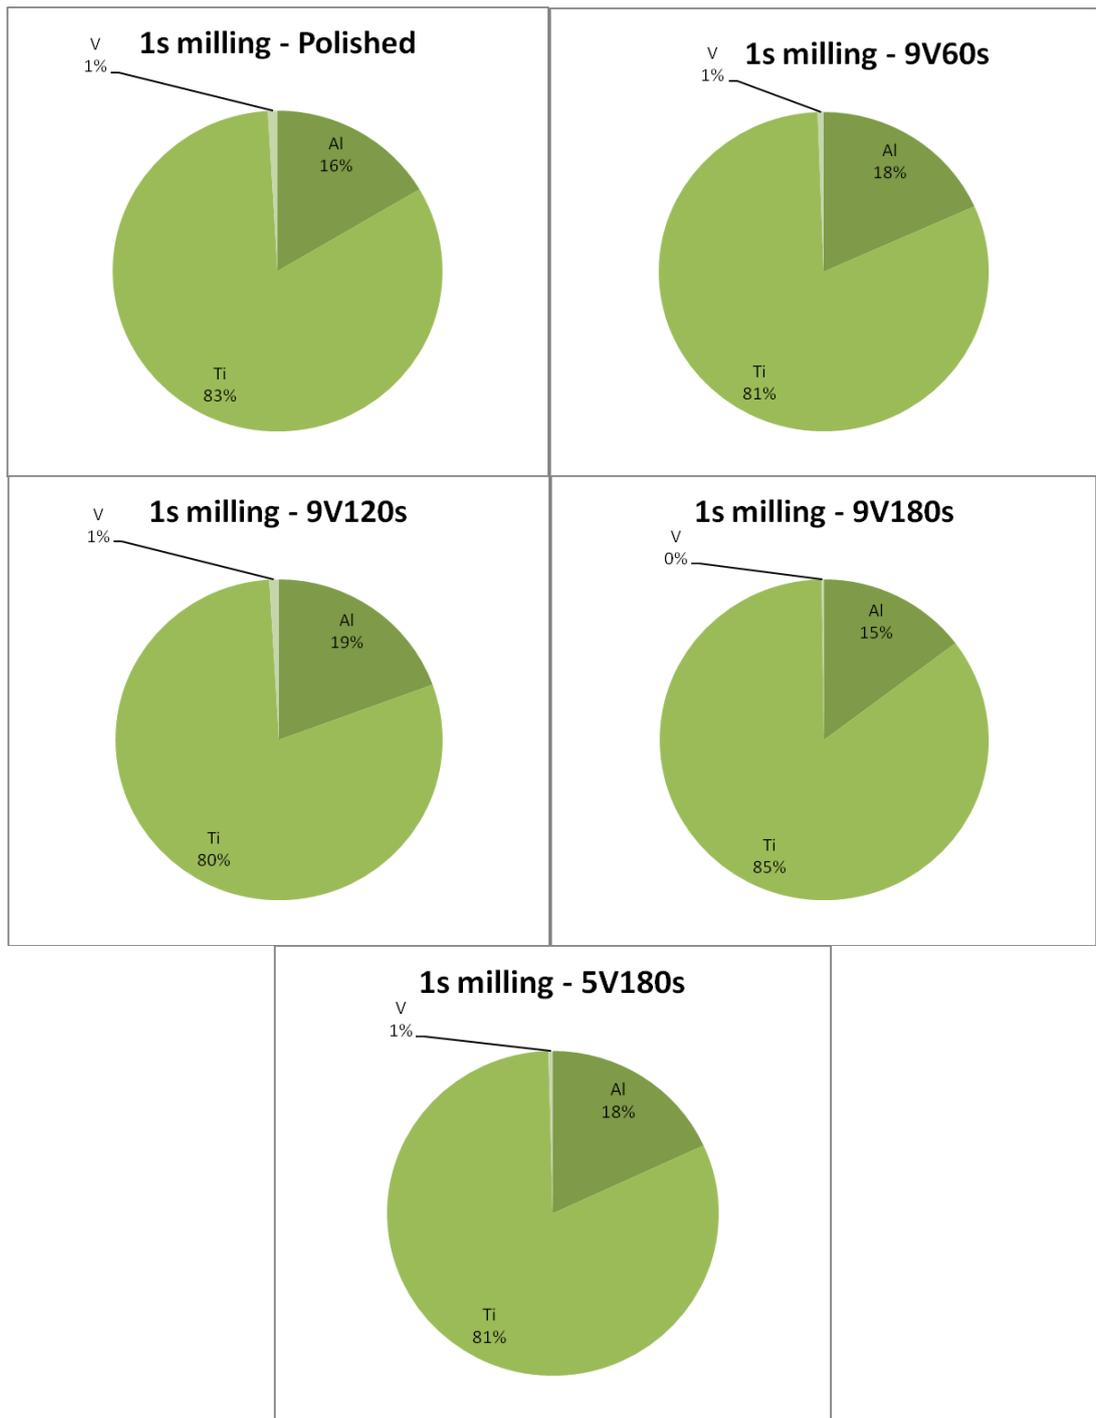 1s milling - Polished
V
1%
Al
16%
Ti
83%
1s milling - 9V60s
V
1%
Al
18%
Ti
81%
1s milling - 9V120s
V
1%
Al
19%
Ti
80%
1s milling - 9V180s
V
0%
Al
15%
Ti
85%
1s milling - 5V180s
V
1%
Al
18%
Ti
81%